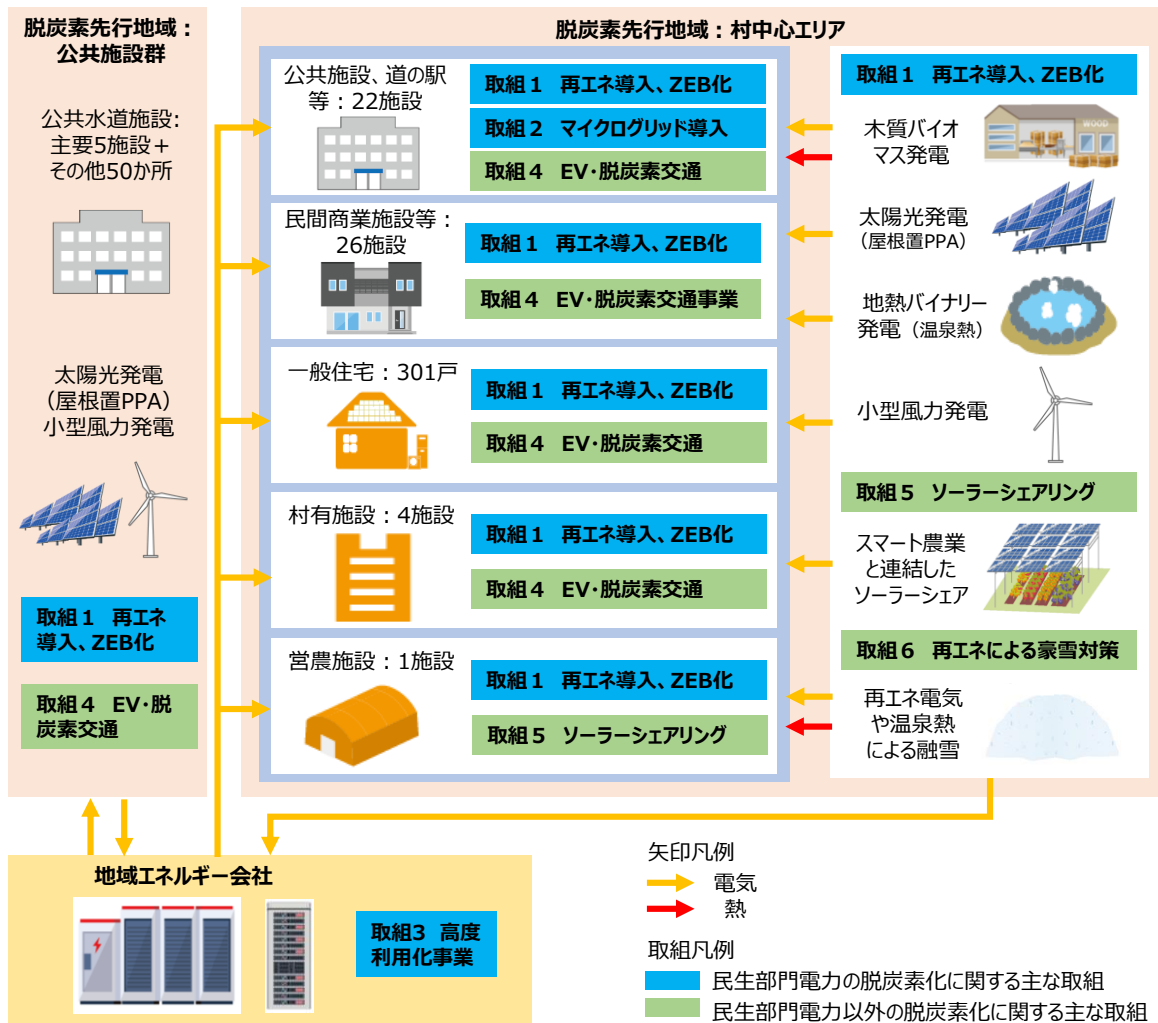 脱炭素先行地域：
公共施設群
公共水道施設:
主要5施設＋
その他50か所
太陽光発電
（屋根置PPA）
小型風力発電
取組１ 再エネ
導入、ZEB化
取組４ EV・脱
炭素交通
脱炭素先行地域：村中心エリア
公共施設、道の駅
等：22施設
取組１ 再エネ導入、ZEB化
取組２ マイクログリッド導入
取組４ EV・脱炭素交通
民間商業施設等：
26施設
取組１ 再エネ導入、ZEB化
取組４ EV・脱炭素交通事業
一般住宅：301戸
取組１ 再エネ導入、ZEB化
取組４ EV・脱炭素交通
村有施設：4施設
取組１ 再エネ導入、ZEB化
取組４ EV・脱炭素交通
営農施設：1施設
取組１ 再エネ導入、ZEB化
取組５ ソーラーシェアリング
取組１ 再エネ導入、ZEB化
木質バイオ
マス発電
WOOD
太陽光発電
（屋根置PPA）
地熱バイナリー
発電（温泉熱）
小型風力発電
取組５ ソーラーシェアリング
スマート農業
と連結した
ソーラーシェア
取組６ 再エネによる豪雪対策
再エネ電気
や温泉熱
による融雪
地域エネルギー会社
取組3 高度
利用化事業
矢印凡例
電気
熱
取組凡例
民生部門電力の脱炭素化に関する主な取組
民生部門電力以外の脱炭素化に関する主な取組